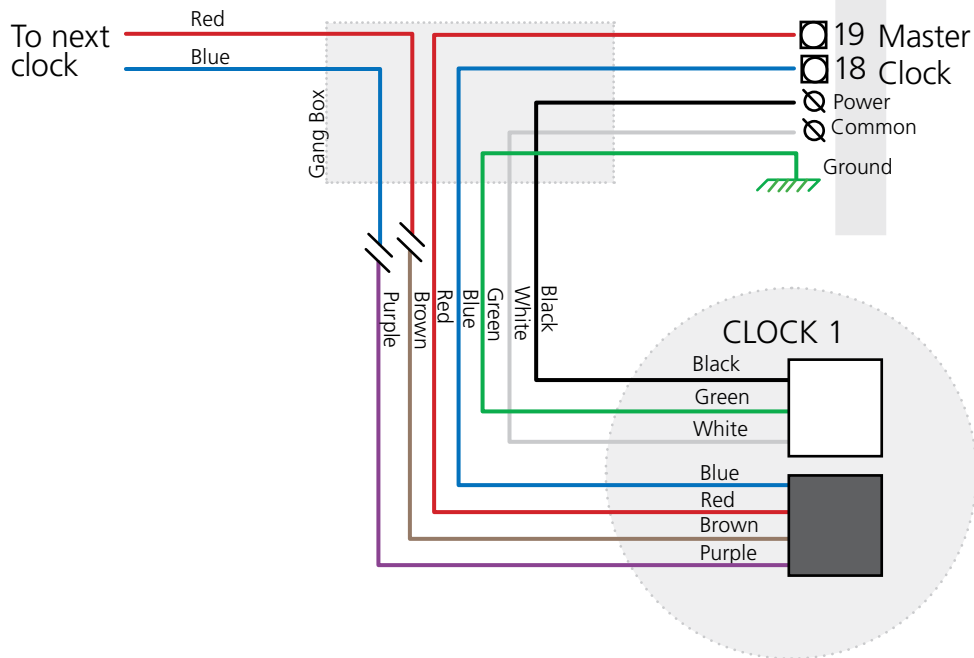 Red
To next
clock
Blue
Gang Box
19 Master
18 Clock
Power
Common
Ground
Purple
Brown
Red
Blue
Green
White
Black
CLOCK 1
Black
Green
White
Blue
Red
Brown
Purple